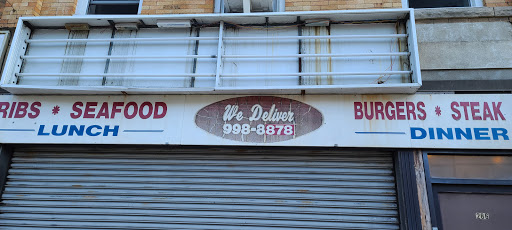 RIBS * SEAFOOD
LUNCH
We Deliver
998-8878
BURGERS * STEAK
DINNER